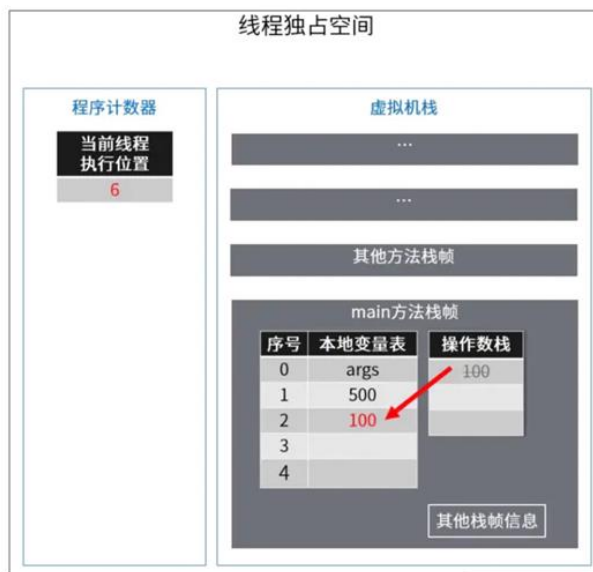 线程独占空间
程序计数器
当前线程
执行位置
6
虚拟机栈
...
...
其他方法栈帧
main方法栈帧
序号 本地变量表 操作数栈
0 args 100
1 500
2 100
3
4
其他栈帧信息